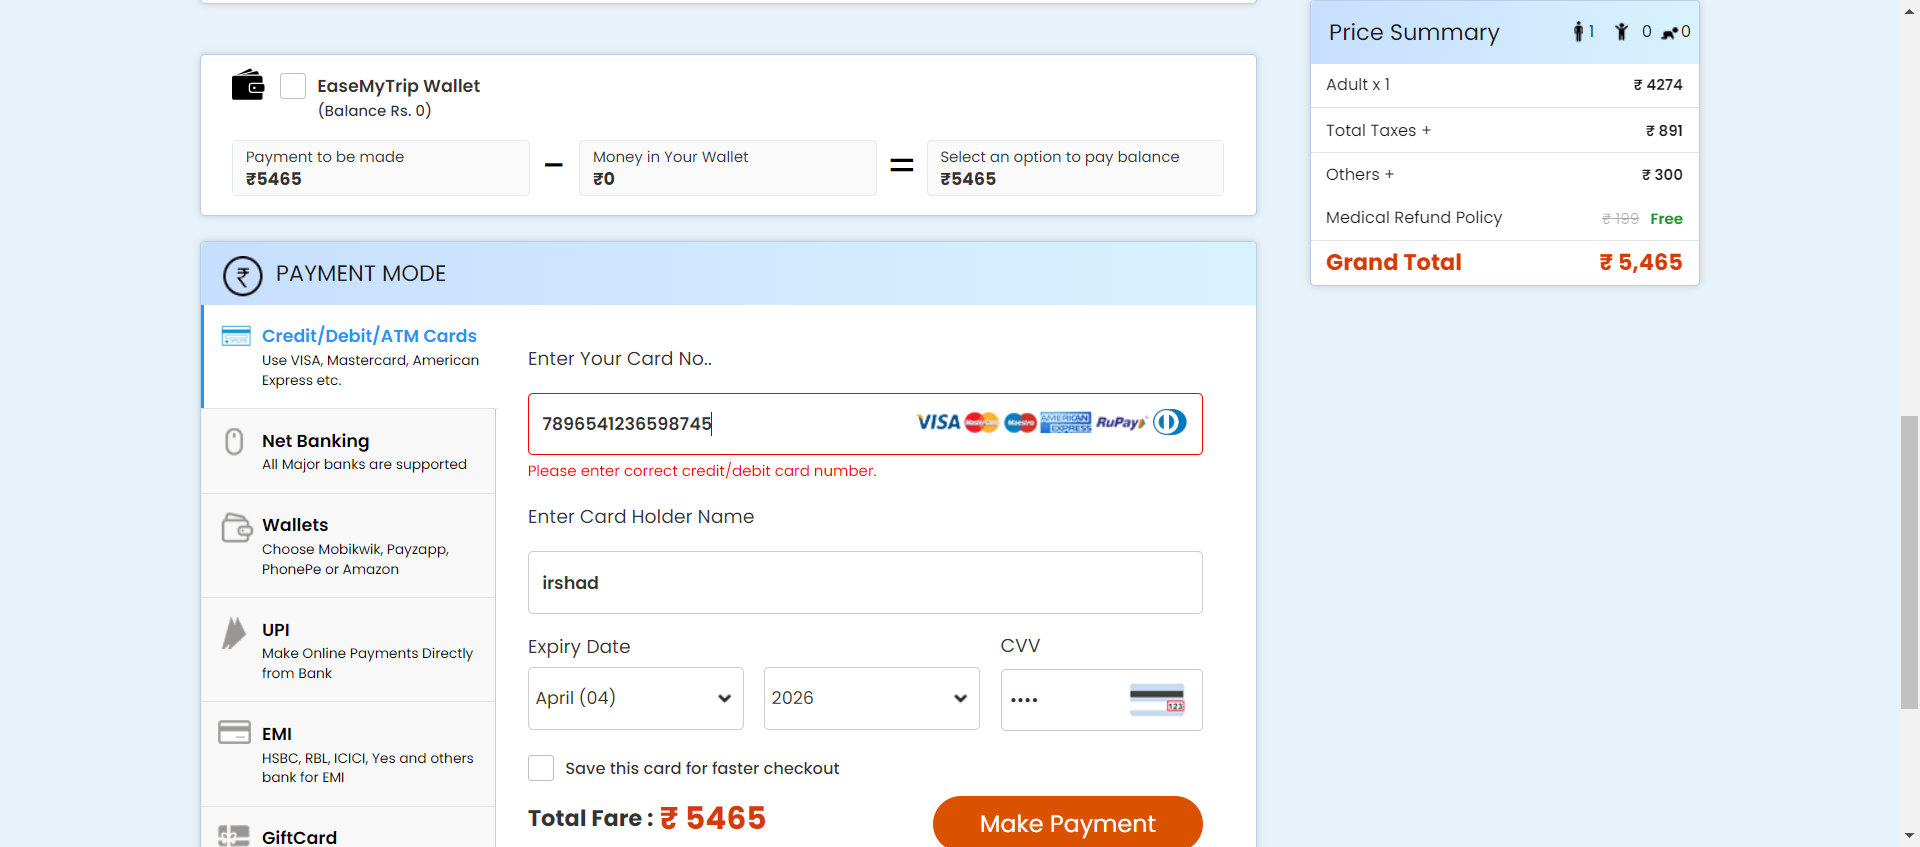 EaseMyTrip Wallet
(Balance Rs. 0)
Payment to be made
₹5465
Money in Your Wallet
₹0
Select an option to pay balance
₹5465
PAYMENT MODE
Credit/Debit/ATM Cards
Use VISA, Mastercard, American
Express etc.
Net Banking
All Major banks are supported
Wallets
Choose Mobikwik, Payzapp,
PhonePe or Amazon
UPI
Make Online Payments Directly
from Bank
EMI
HSBC, RBL, ICICI, Yes and others
bank for EMI
GiftCard
Enter Your Card No..
7896541236598745
VISA MasterCard Maestro AMERICAN EXPRESS RuPay
Please enter correct credit/debit card number.
Enter Card Holder Name
irshad
Expiry Date
CVV
April (04)
2026
123
Save this card for faster checkout
Total Fare : ₹ 5465
Make Payment
Price Summary
1 0 0
Adult x 1 ₹ 4274
Total Taxes + ₹ 891
Others + ₹ 300
Medical Refund Policy ₹ 199 Free
Grand Total ₹ 5,465